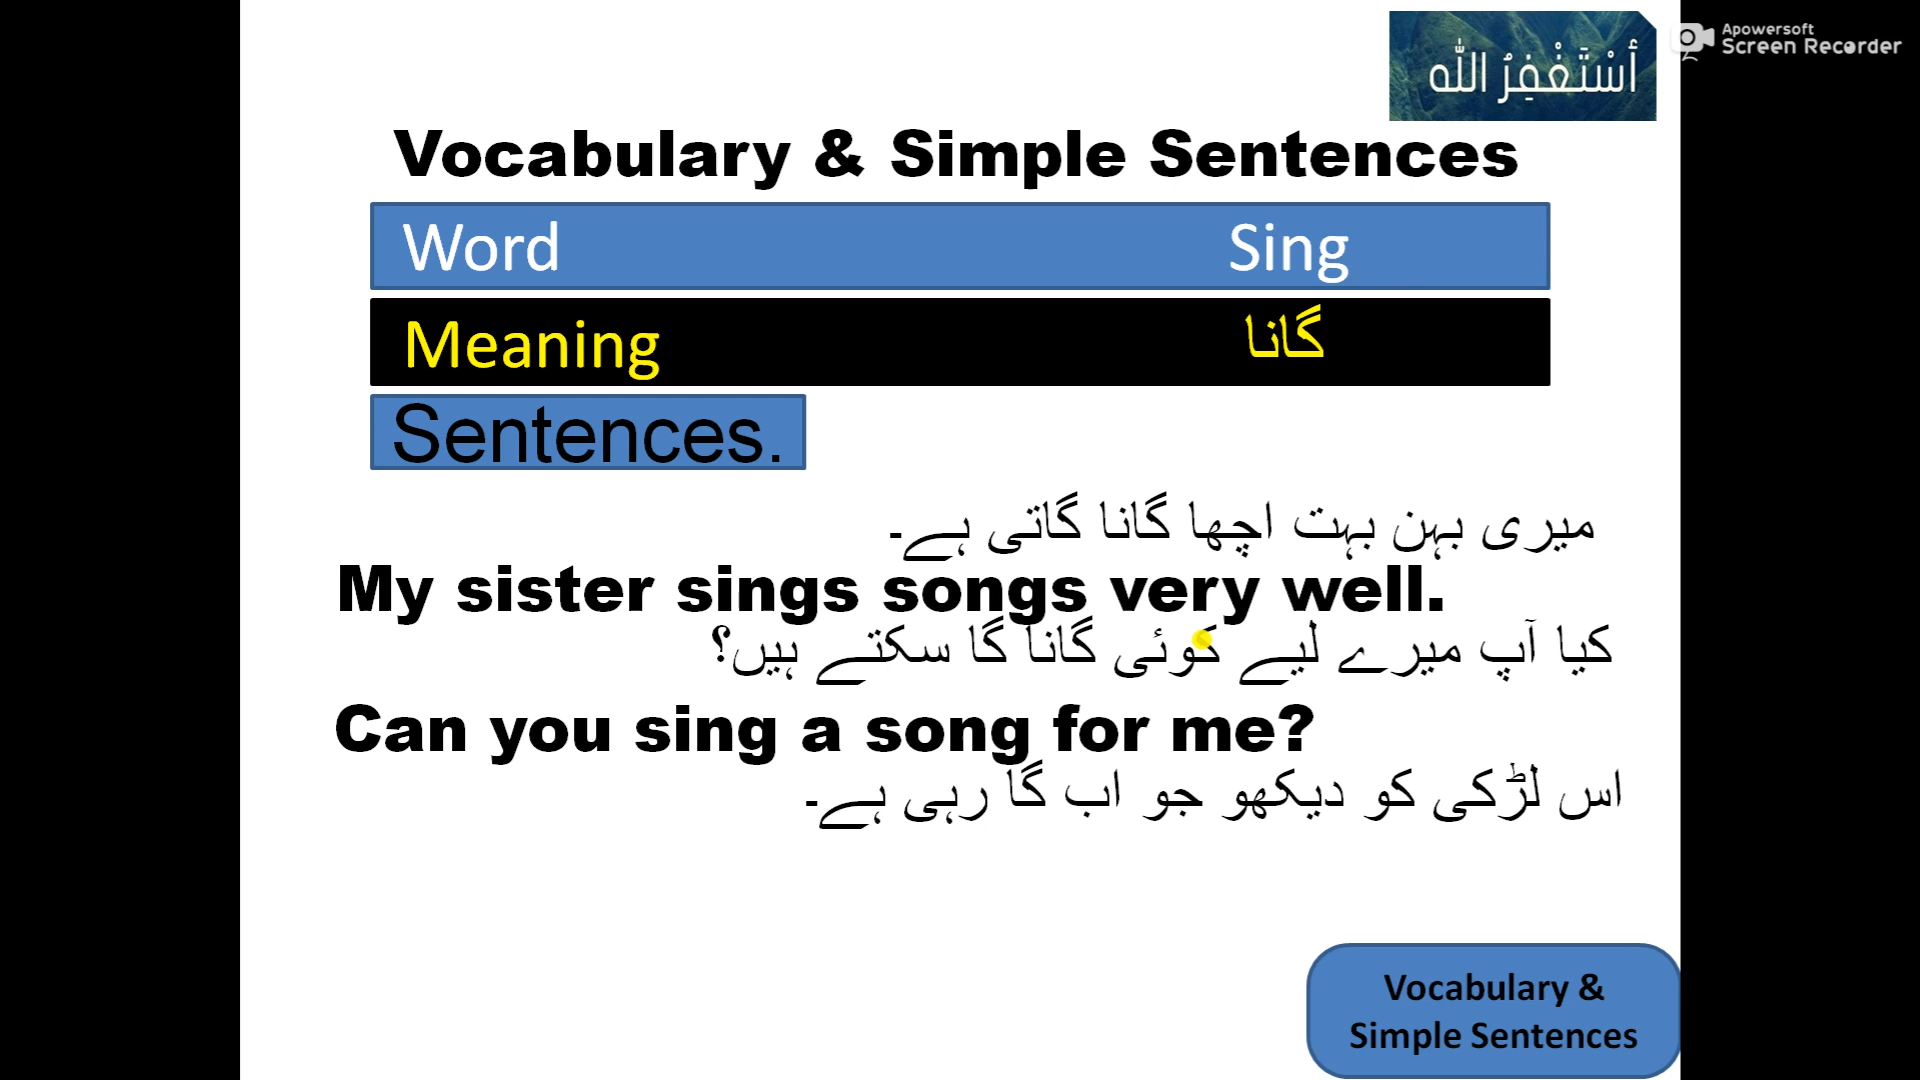 أسْتَغْفِرُ الله
Apowersoft
Screen Recorder
Vocabulary & Simple Sentences
Word Sing
Meaning گانا
Sentences.
میری بہن بہت اچھا گانا گاتی ہے۔
My sister sings songs very well.
کیا آپ میرے لیے کوئی گانا گا سکتے ہیں؟
Can you sing a song for me?
اس لڑکی کو دیکھو جو اب گا رہی ہے۔
Vocabulary &
Simple Sentences